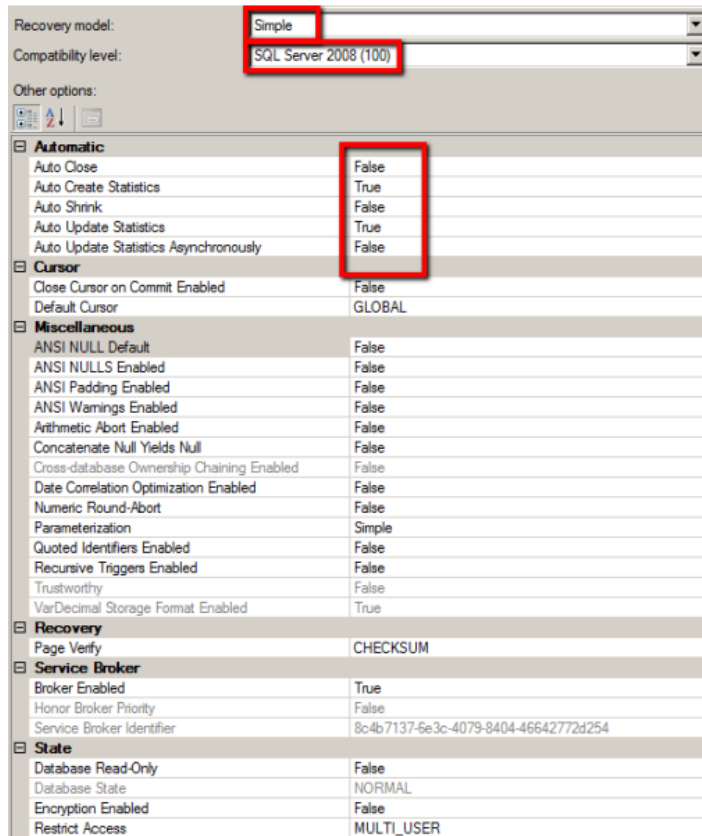 Recovery model: Simple
Compatibility level: SQL Server 2008 (100)
Other options:
Automatic
Auto Close False
Auto Create Statistics True
Auto Shrink False
Auto Update Statistics True
Auto Update Statistics Asynchronously False
Cursor
Close Cursor on Commit Enabled False
Default Cursor GLOBAL
Miscellaneous
ANSI NULL Default False
ANSI NULLS Enabled False
ANSI Padding Enabled False
ANSI Warnings Enabled False
Arithmetic Abort Enabled False
Concatenate Null Yields Null False
Cross-database Ownership Chaining Enabled False
Date Correlation Optimization Enabled False
Numeric Round-Abort False
Parameterization Simple
Quoted Identifiers Enabled False
Recursive Triggers Enabled False
Trustworthy False
VarDecimal Storage Format Enabled True
Recovery
Page Verify CHECKSUM
Service Broker
Broker Enabled True
Honor Broker Priority False
Service Broker Identifier 8c4b7137-6e3c-4079-8404-46642772d254
State
Database Read-Only False
Database State NORMAL
Encryption Enabled False
Restrict Access MULTI_USER